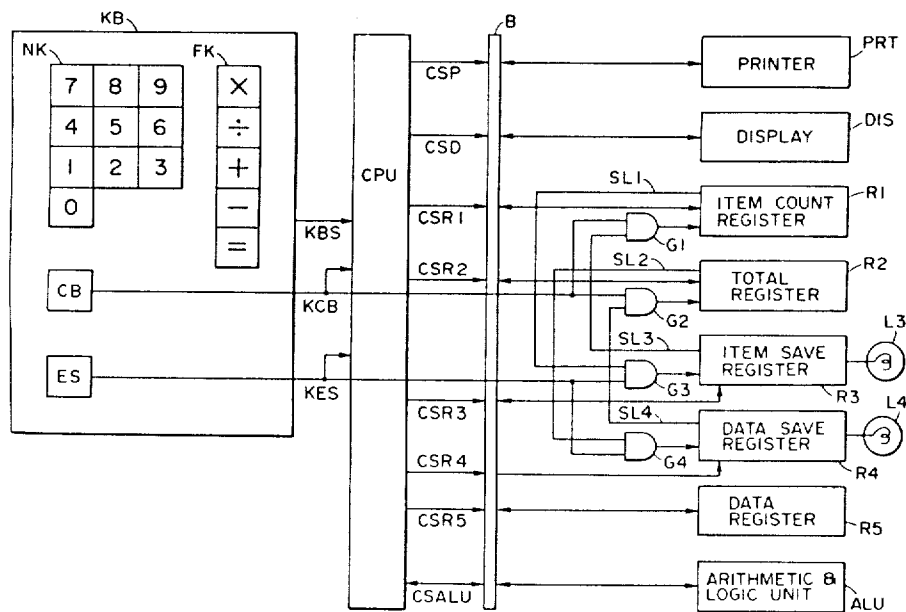 KB
B
NK
FK
7 8 9
4 5 6
1 2 3
0
×
÷
+
−
=
CB
ES
KBS
KCB
KES
CPU
CSP
CSD
CSR1
CSR2
CSR3
CSR4
CSR5
CSALU
SL1
SL2
SL3
SL4
G1
G2
G3
G4
PRINTER
PRT
DISPLAY
DIS
ITEM COUNT
REGISTER
R1
TOTAL
REGISTER
R2
ITEM SAVE
REGISTER
R3
L3
DATA SAVE
REGISTER
R4
L4
DATA
REGISTER
R5
ARITHMETIC &
LOGIC UNIT
ALU